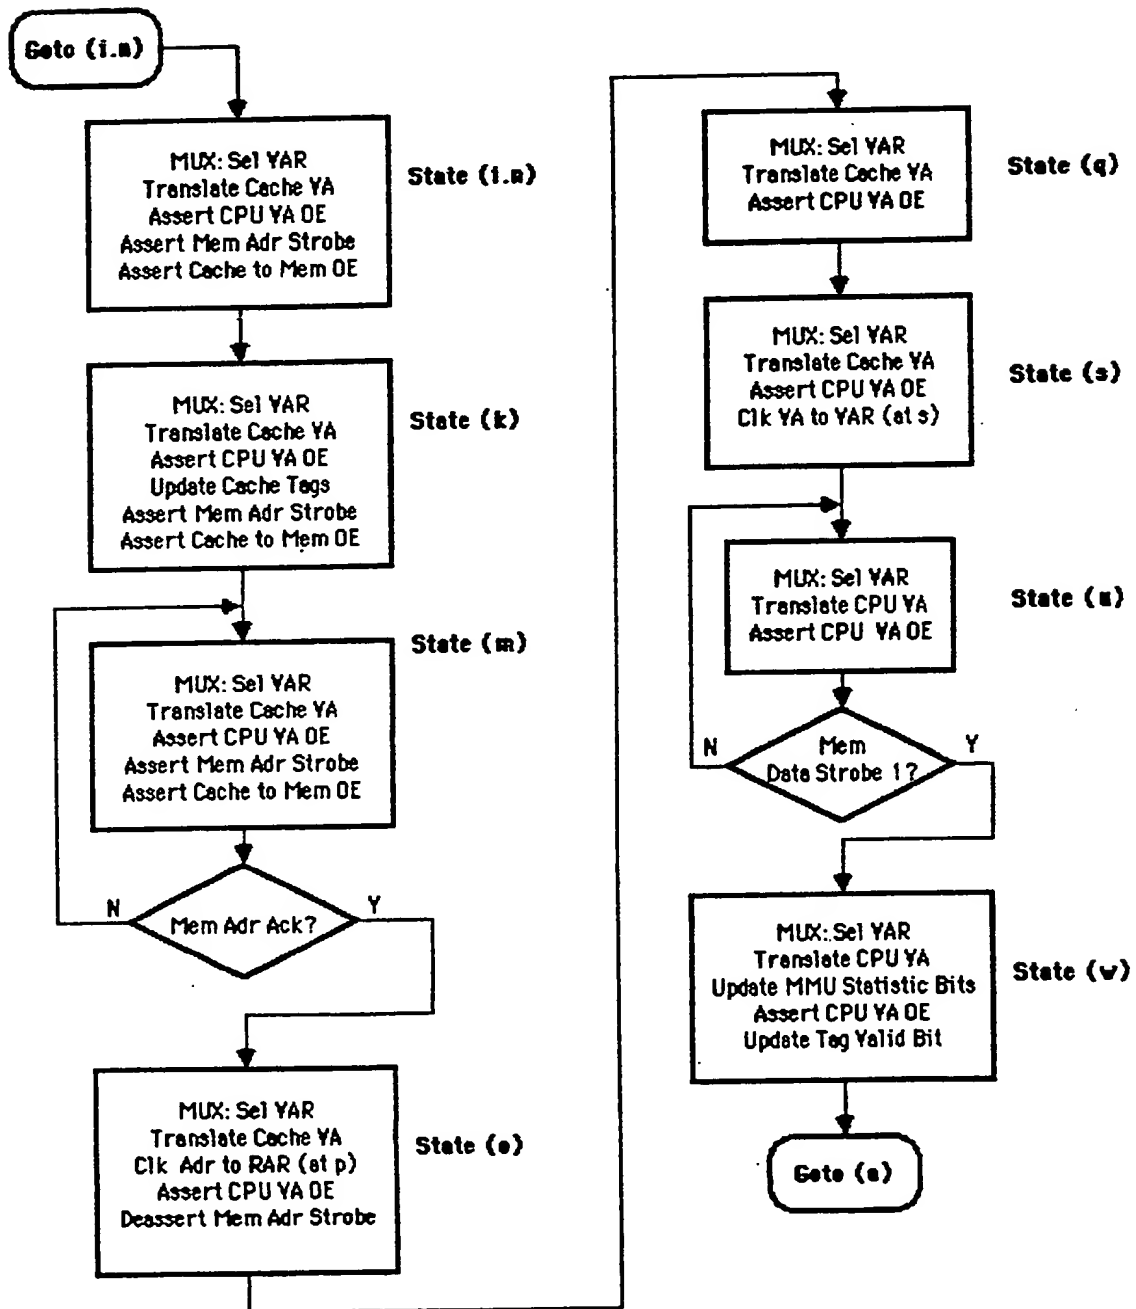 Goto (i.n)
MUX: Sel VAR
Translate Cache VA
Assert CPU VA OE
Assert Mem Adr Strobe
Assert Cache to Mem OE
State (i.n)
MUX: Sel VAR
Translate Cache VA
Assert CPU VA OE
Update Cache Tags
Assert Mem Adr Strobe
Assert Cache to Mem OE
State (k)
MUX: Sel VAR
Translate Cache VA
Assert CPU VA OE
Assert Mem Adr Strobe
Assert Cache to Mem OE
State (m)
Mem Adr Ack?
N
Y
MUX: Sel VAR
Translate Cache VA
Clk Adr to RAR (at p)
Assert CPU VA OE
Deassert Mem Adr Strobe
State (o)
MUX: Sel VAR
Translate Cache VA
Assert CPU VA OE
State (q)
MUX: Sel VAR
Translate Cache VA
Assert CPU VA OE
Clk VA to VAR (at s)
State (s)
MUX: Sel VAR
Translate CPU VA
Assert CPU VA OE
State (u)
Mem
Data Strobe 1?
N
Y
MUX: Sel VAR
Translate CPU VA
Update MMU Statistic Bits
Assert CPU VA OE
Update Tag Valid Bit
State (w)
Goto (a)